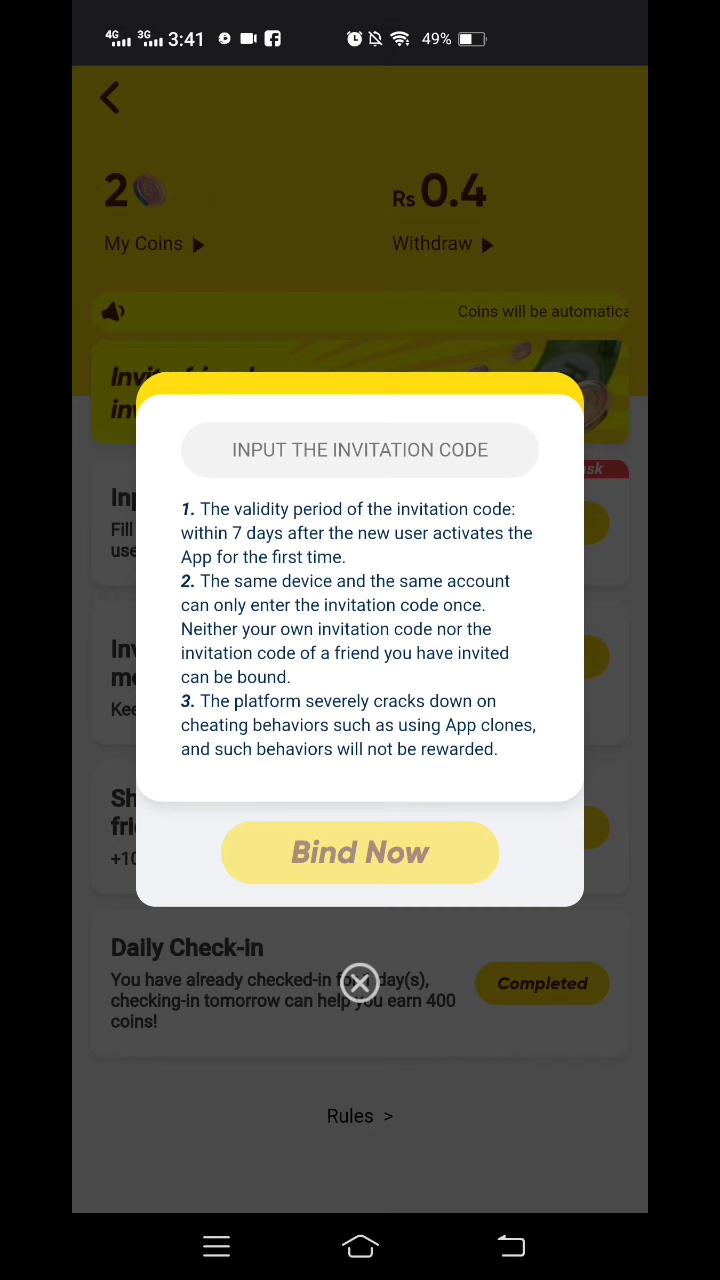 4G 3G 3:41 49%
2 Rs 0.4
My Coins Withdraw
Coins will be automatica
INPUT THE INVITATION CODE
1. The validity period of the invitation code:
within 7 days after the new user activates the
App for the first time.
2. The same device and the same account
can only enter the invitation code once.
Neither your own invitation code nor the
invitation code of a friend you have invited
can be bound.
3. The platform severely cracks down on
cheating behaviors such as using App clones,
and such behaviors will not be rewarded.
Bind Now
Daily Check-in
You have already checked-in for 1 day(s),
checking-in tomorrow can help you earn 400
coins!
Completed
Rules >